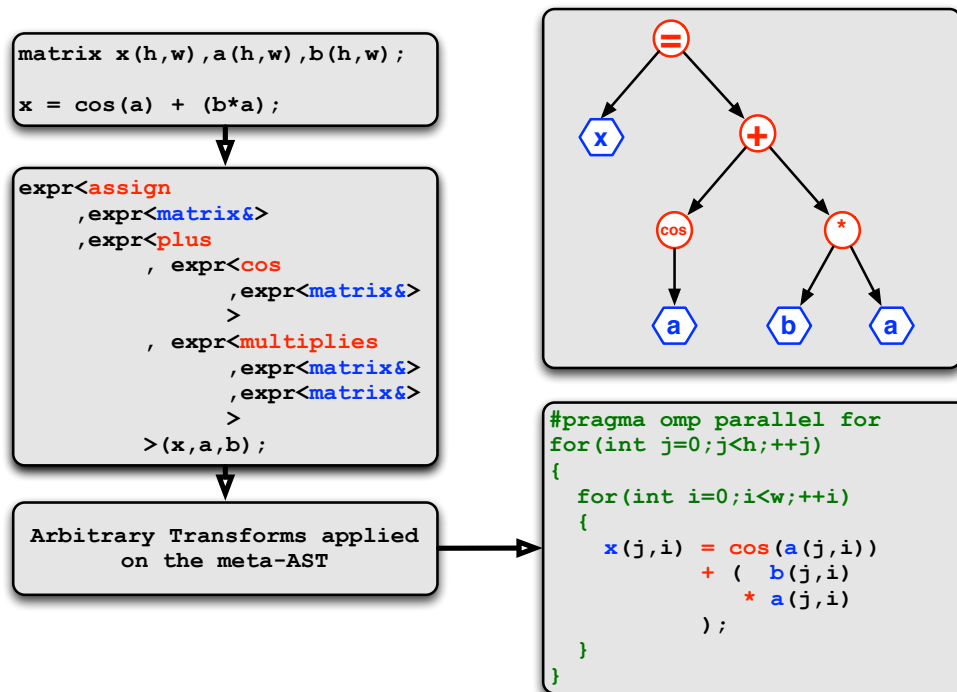 matrix x(h,w),a(h,w),b(h,w);
x = cos(a) + (b*a);
expr<assign
,expr<matrix&>
,expr<plus
, expr<cos
,expr<matrix&>
>
, expr<multiplies
,expr<matrix&>
,expr<matrix&>
>
>(x,a,b);
Arbitrary Transforms applied
on the meta-AST
=
x
+
cos
*
a
b
a
#pragma omp parallel for
for(int j=0;j<h;++j)
{
for(int i=0;i<w;++i)
{
x(j,i) = cos(a(j,i))
+ ( b(j,i)
* a(j,i)
);
}
}